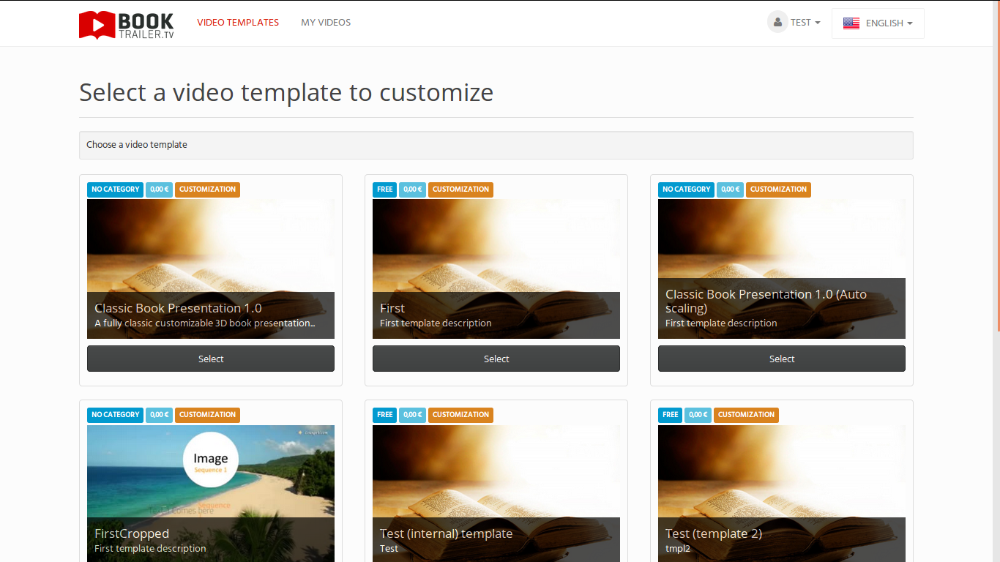 BOOK
TRAILER.TV
VIDEO TEMPLATES
MY VIDEOS
TEST
ENGLISH
Select a video template to customize
Choose a video template
NO CATEGORY 0,00 € CUSTOMIZATION
Classic Book Presentation 1.0
A fully classic customizable 3D book presentation...
Select
FREE 0,00 € CUSTOMIZATION
First
First template description
Select
NO CATEGORY 0,00 € CUSTOMIZATION
Classic Book Presentation 1.0 (Auto
scaling)
First template description
Select
NO CATEGORY 0,00 € CUSTOMIZATION
Image
Sequence 1
Sequence
comes here
FirstCropped
First template description
FREE 0,00 € CUSTOMIZATION
Test (internal) template
Test
FREE 0,00 € CUSTOMIZATION
Test (template 2)
tmpl2